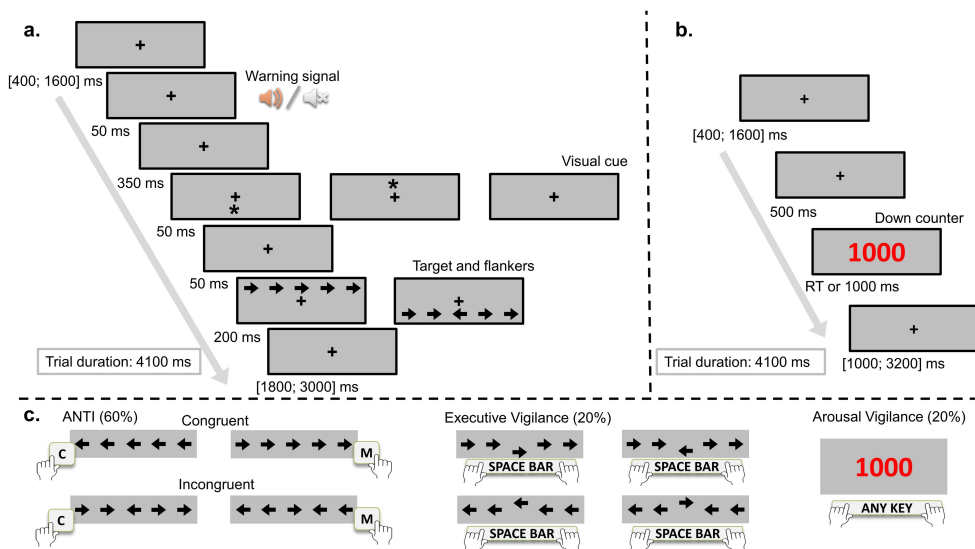 a.
+
[400; 1600] ms
Warning signal
+
50 ms
+
350 ms
Visual cue
+
*
*
+
+
50 ms
+
50 ms
Target and flankers
+
+
200 ms
+
Trial duration: 4100 ms
[1800; 3000] ms
b.
+
[400; 1600] ms
+
500 ms
Down counter
1000
RT or 1000 ms
+
Trial duration: 4100 ms
[1000; 3200] ms
c.
ANTI (60%)
Congruent
C
M
Incongruent
C
M
Executive Vigilance (20%)
SPACE BAR
SPACE BAR
SPACE BAR
SPACE BAR
Arousal Vigilance (20%)
1000
ANY KEY